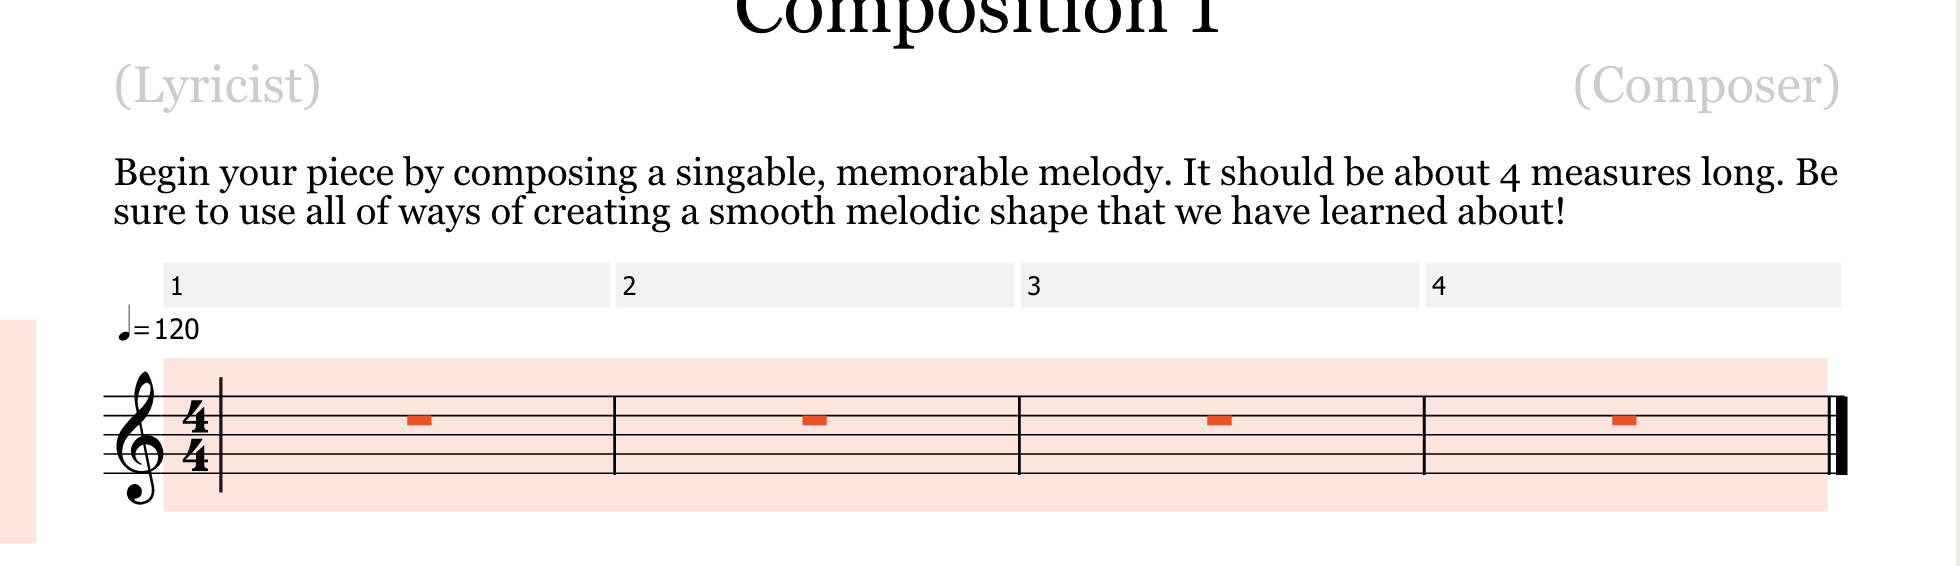 Composition 1
(Lyricist) (Composer)
Begin your piece by composing a singable, memorable melody. It should be about 4 measures long. Be
sure to use all of ways of creating a smooth melodic shape that we have learned about!
1 2 3 4
♩=120
4
4